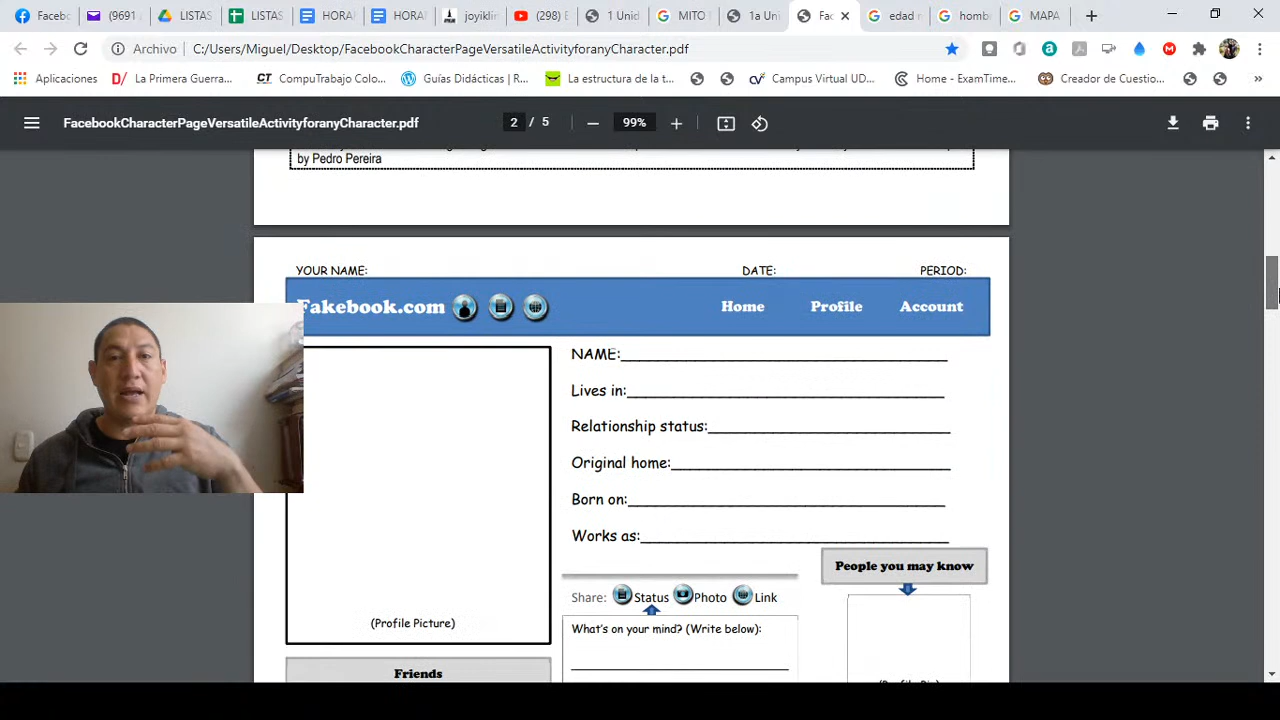 Faceb
(9691
LISTAS
LISTAS
HORA
HORAR
joyiklin
(298) E
1 Unid
MITO
1a Uni
Fac
edad r
homb
MAPA
Archivo
C:/Users/Miguel/Desktop/FacebookCharacterPageVersatileActivityforanyCharacter.pdf
Aplicaciones
La Primera Guerra...
CompuTrabajo Colo...
Guías Didácticas | R...
La estructura de la t...
Campus Virtual UD...
Home - ExamTime...
Creador de Cuestio...
»
FacebookCharacterPageVersatileActivityforanyCharacter.pdf
2 / 5
99%
by Pedro Pereira
YOUR NAME:
DATE:
PERIOD:
Fakebook.com
Home
Profile
Account
NAME:
Lives in:
Relationship status:
Original home:
Born on:
Works as:
(Profile Picture)
People you may know
Share: Status Photo Link
What's on your mind? (Write below):
Friends